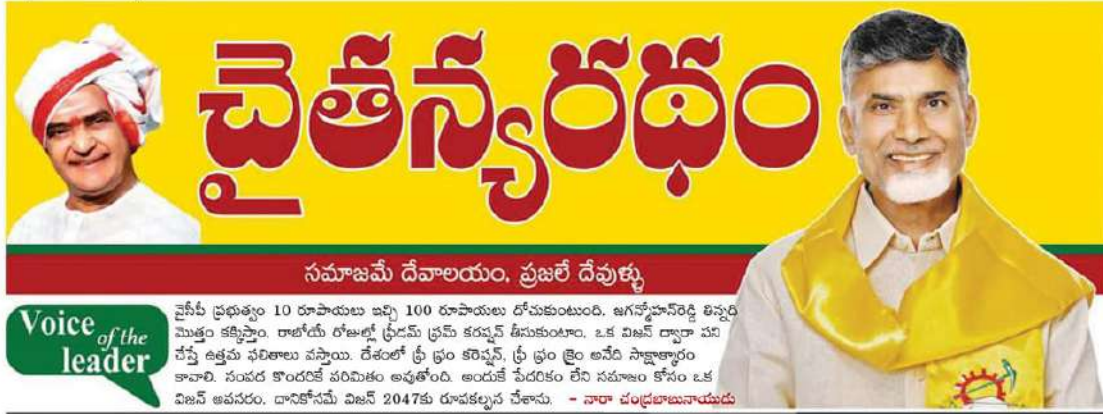 చైతన్యరథం
సమాజమే దేవాలయం, ప్రజలే దేవుళ్ళు
Voice of the leader
వైసీపీ ప్రభుత్వం 10 రూపాయలు ఇచ్చి 100 రూపాయలు దోచుకుంటుంది. జగన్మోహన్‌రెడ్డి తిన్నది
మొత్తం కక్కిస్తాం. రాబోయే రోజుల్లో ఫ్రీడమ్ ఫ్రమ్ కరప్షన్ తీసుకుంటాం, ఒక విజన్ ద్వారా పని
చేస్తే ఉత్తమ ఫలితాలు వస్తాయి. దేశంలో ఫ్రీ ఫ్రం కరెప్షన్, ఫ్రీ ఫ్రం క్రైం అనేది సాక్షాత్కారం
కావాలి. సంపద కొందరికే పరిమితం అవుతోంది. అందుకే పేదరికం లేని సమాజం కోసం ఒక
విజన్ అవసరం. దానికోసమే విజన్ 2047కు రూపకల్పన చేశాను. - నారా చంద్రబాబునాయుడు